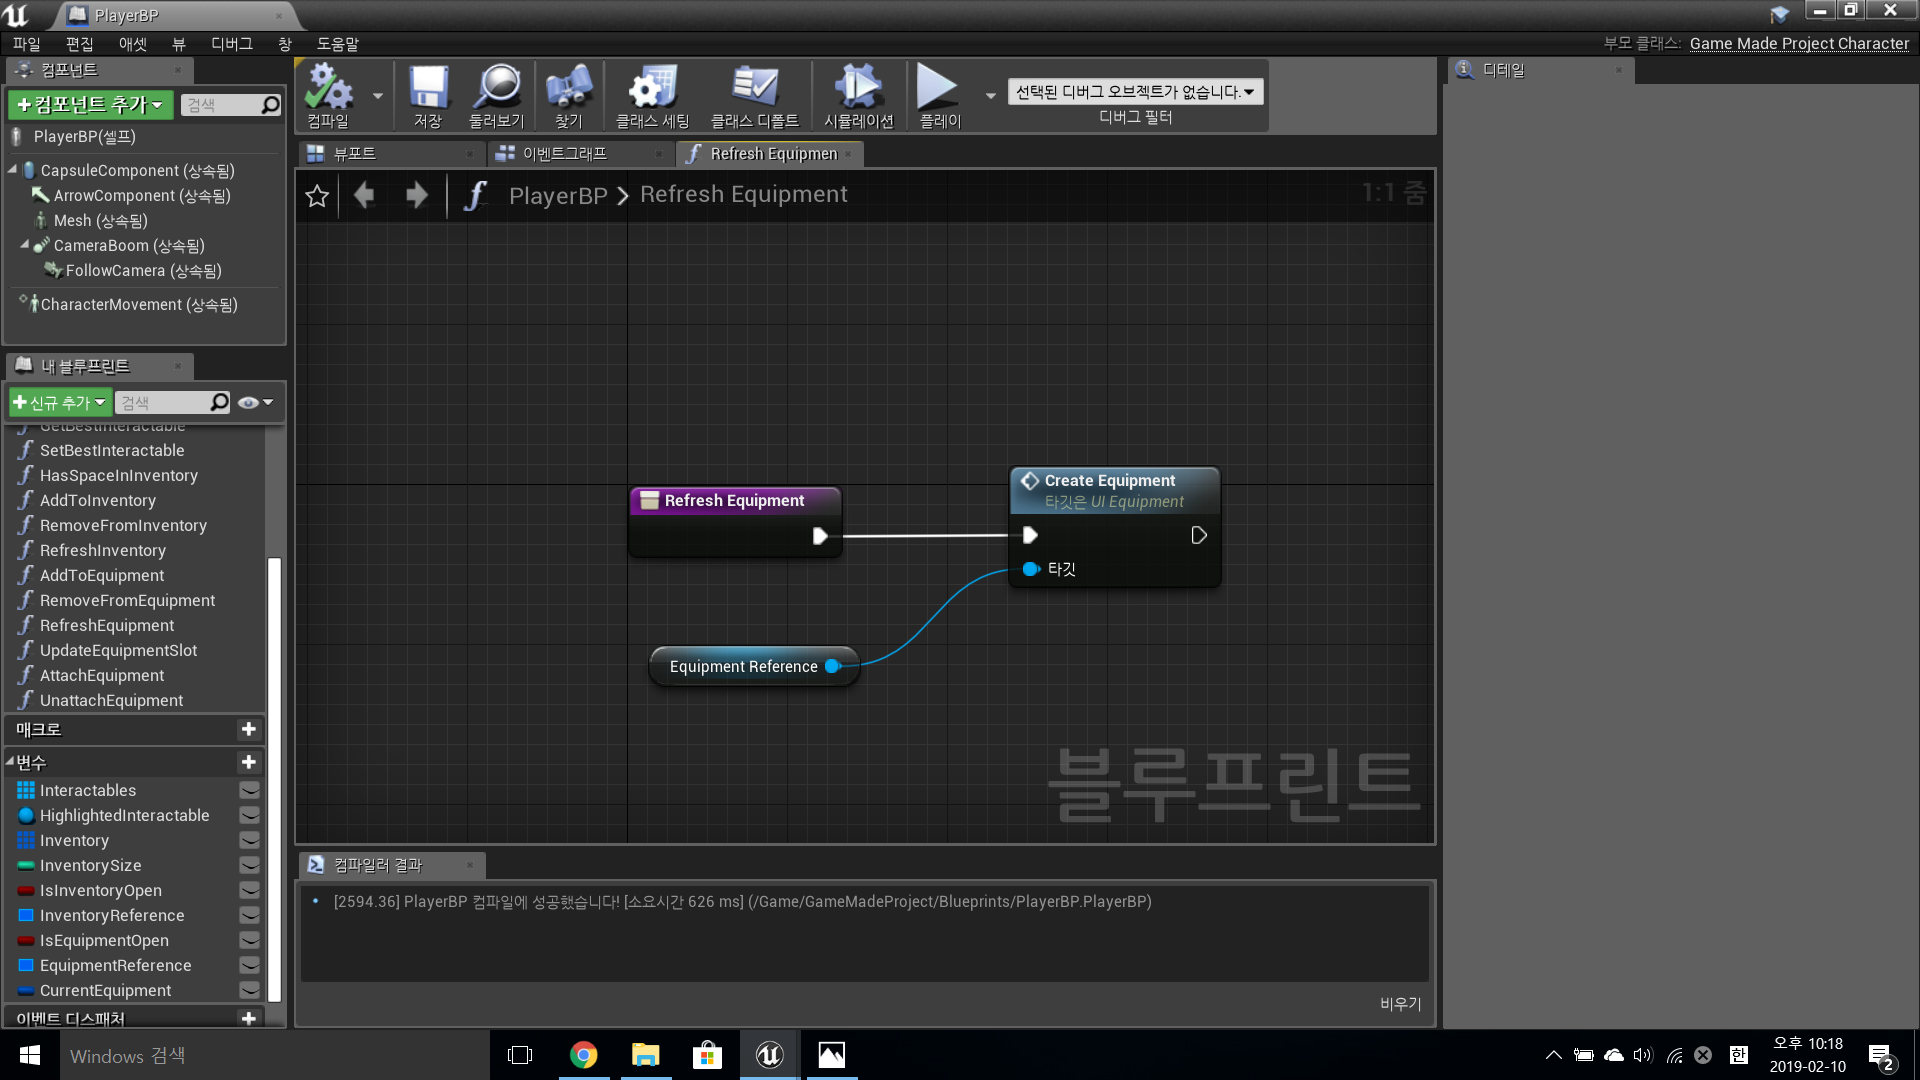 PlayerBP
파일 편집 애셋 뷰 디버그 창 도움말
부모 클래스: Game Made Project Character
컴포넌트
+컴포넌트 추가
검색
PlayerBP(셀프)
CapsuleComponent (상속됨)
ArrowComponent (상속됨)
Mesh (상속됨)
CameraBoom (상속됨)
FollowCamera (상속됨)
CharacterMovement (상속됨)
내 블루프린트
+신규 추가
검색
GetBestInteractable
SetBestInteractable
HasSpaceInInventory
AddToInventory
RemoveFromInventory
RefreshInventory
AddToEquipment
RemoveFromEquipment
RefreshEquipment
UpdateEquipmentSlot
AttachEquipment
UnattachEquipment
매크로
변수
Interactables
HighlightedInteractable
Inventory
InventorySize
IsInventoryOpen
InventoryReference
IsEquipmentOpen
EquipmentReference
CurrentEquipment
이벤트 디스패처
컴파일 저장 둘러보기 찾기 클래스 세팅 클래스 디폴트 시뮬레이션 플레이
선택된 디버그 오브젝트가 없습니다.
디버그 필터
뷰포트 이벤트그래프 Refresh Equipmen
PlayerBP > Refresh Equipment
1:1 줌
Refresh Equipment
Create Equipment
타깃은 UI Equipment
타깃
Equipment Reference
블루프린트
컴파일러 결과
[2594.36] PlayerBP 컴파일에 성공했습니다! [소요시간 626 ms] (/Game/GameMadeProject/Blueprints/PlayerBP.PlayerBP)
비우기
디테일
Windows 검색
한
오후 10:18
2019-02-10
2